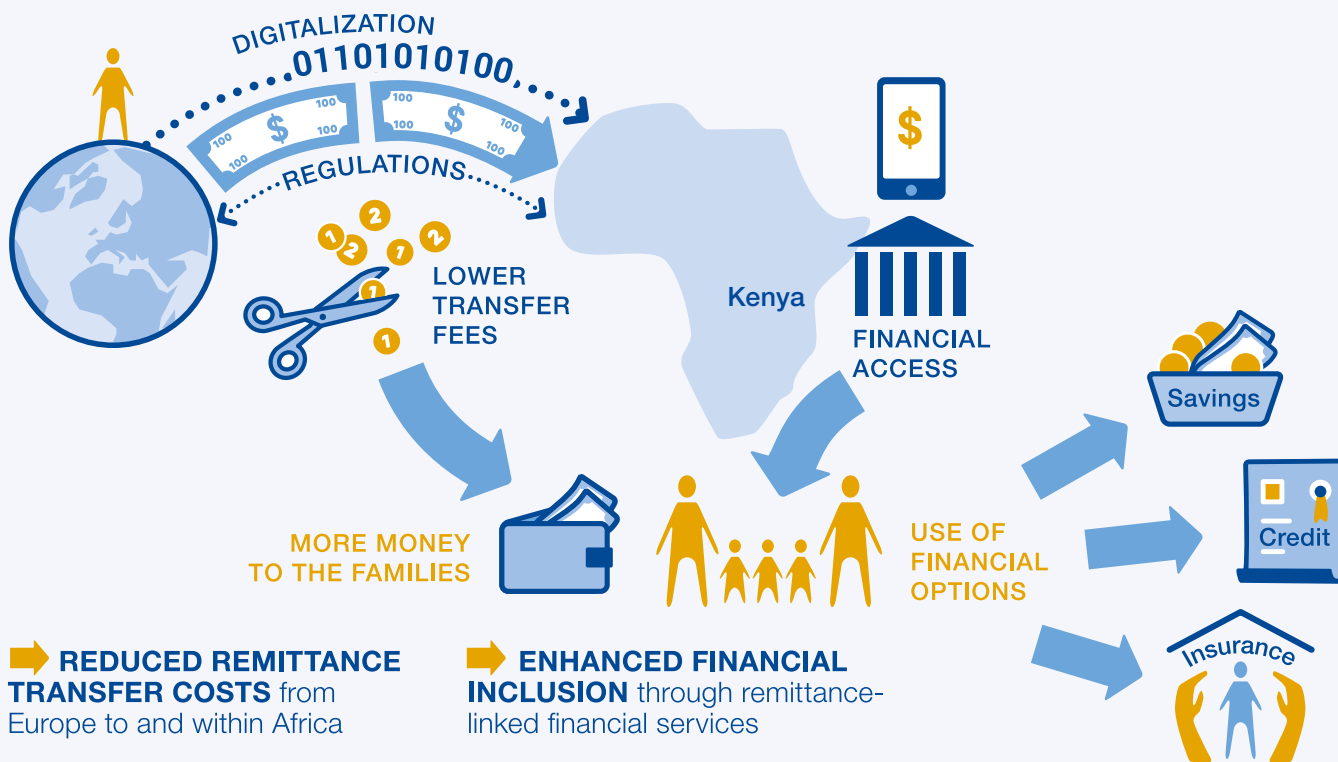 DIGITALIZATION
01101010100
100 $ 100
100 100
100 $ 100
100 100
REGULATIONS
$
1 2 2 1 2
1
1
LOWER
TRANSFER
FEES
Kenya
FINANCIAL
ACCESS
MORE MONEY
TO THE FAMILIES
USE OF
FINANCIAL
OPTIONS
Savings
Credit
Insurance
REDUCED REMITTANCE
TRANSFER COSTS from
Europe to and within Africa
ENHANCED FINANCIAL
INCLUSION through remittance-
linked financial services